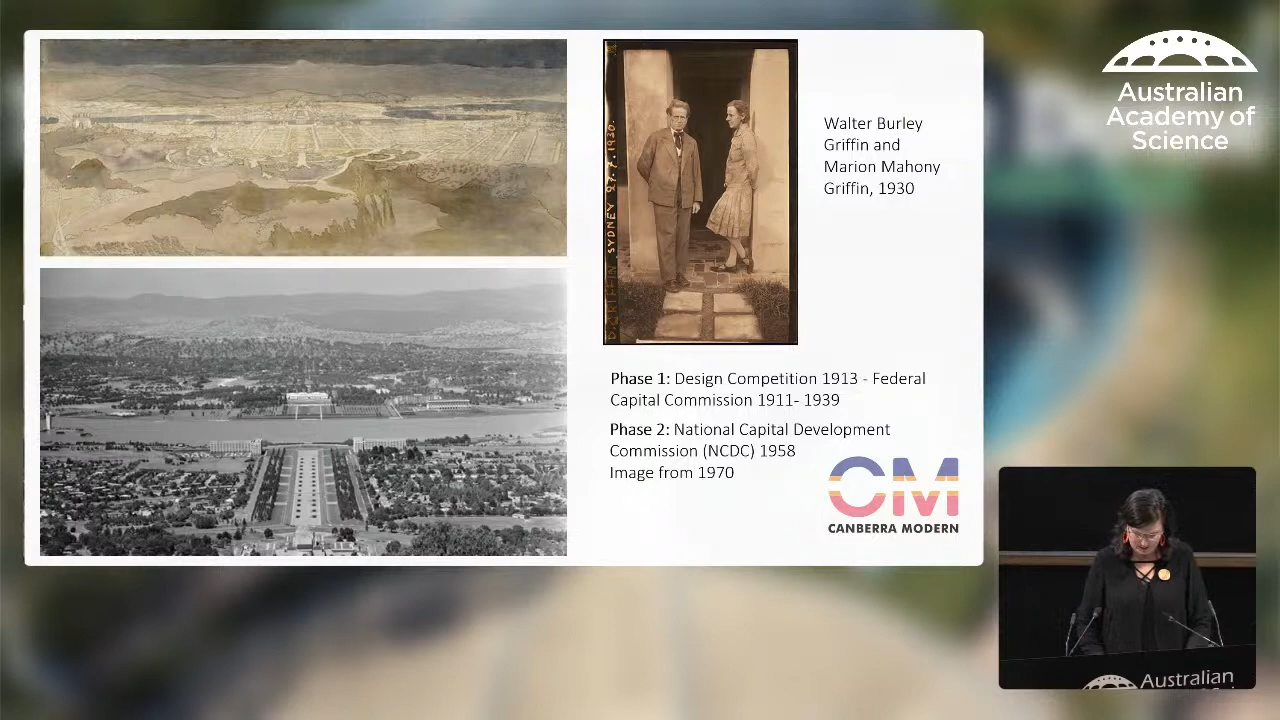 Walter Burley
Griffin and
Marion Mahony
Griffin, 1930
SYDNEY 27.7.1930.
Phase 1: Design Competition 1913 - Federal
Capital Commission 1911- 1939
Phase 2: National Capital Development
Commission (NCDC) 1958
Image from 1970
CM
CANBERRA MODERN
Australian
Academy of
Science
Australian